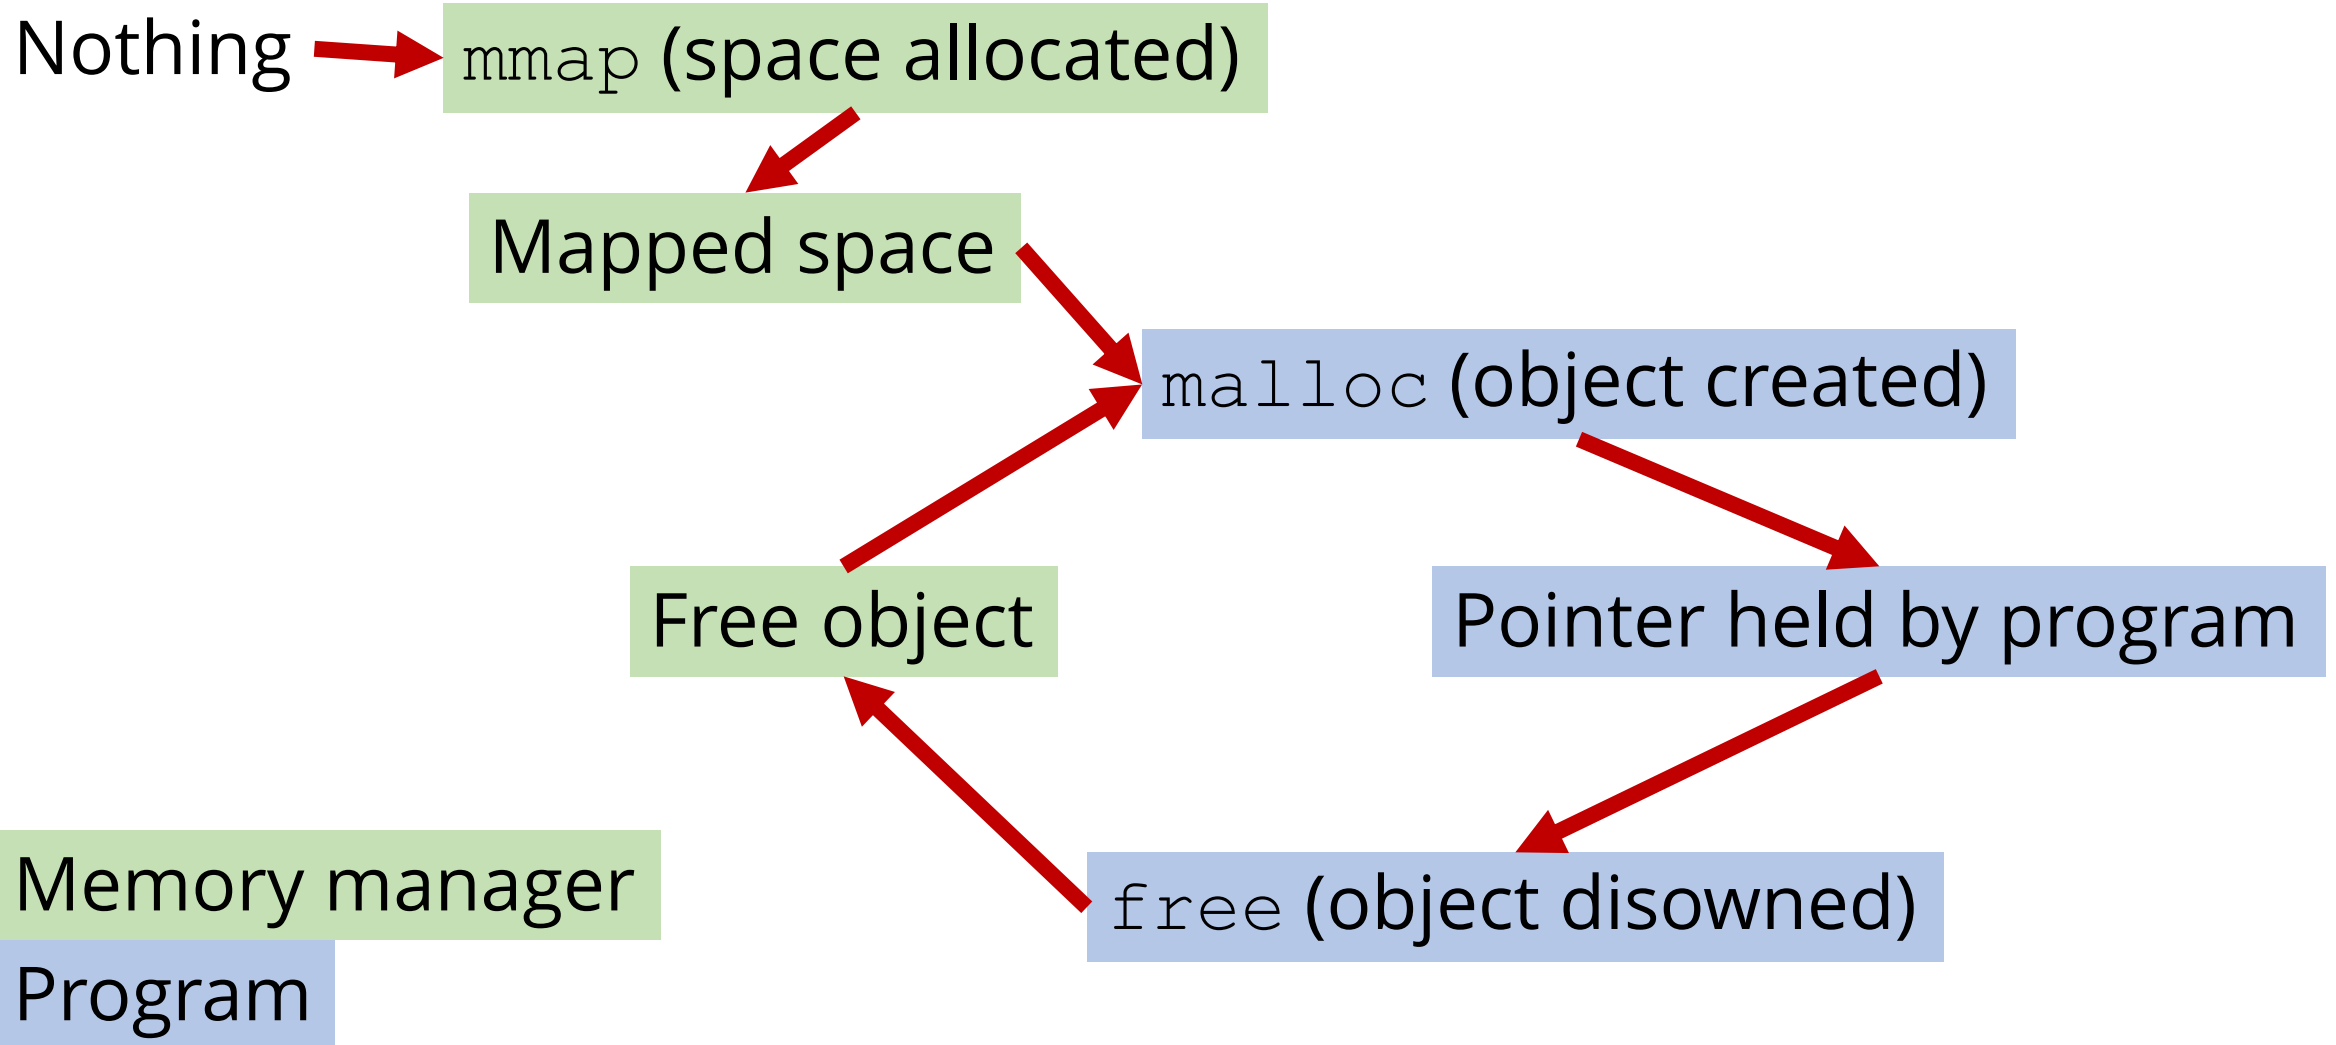 Nothing
mmap (space allocated)
Mapped space
malloc (object created)
Free object
Pointer held by program
free (object disowned)
Memory manager
Program